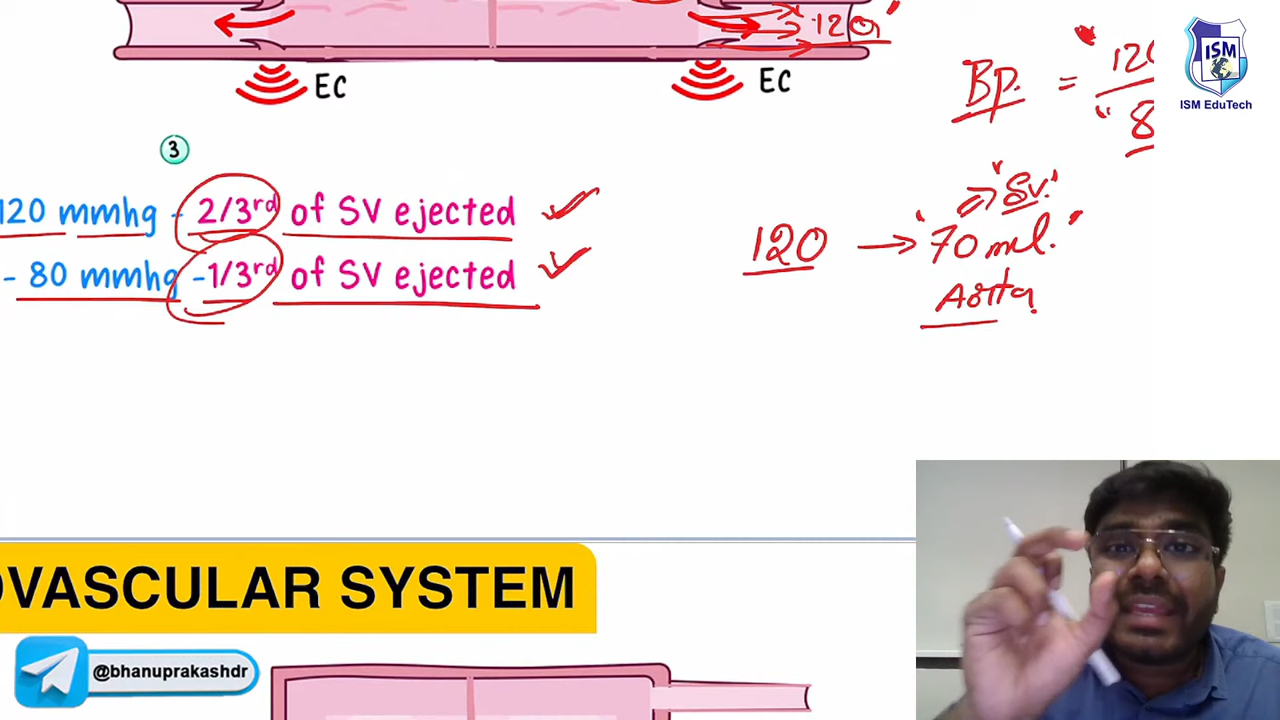 120
ISM
ISM EduTech
EC
EC
BP. = 120
8
3
120 mmhg - 2/3rd of SV ejected
- 80 mmhg -1/3rd of SV ejected
SV.
120 → 70 ml.
Aorta
OVASCULAR SYSTEM
@bhanuprakashdr